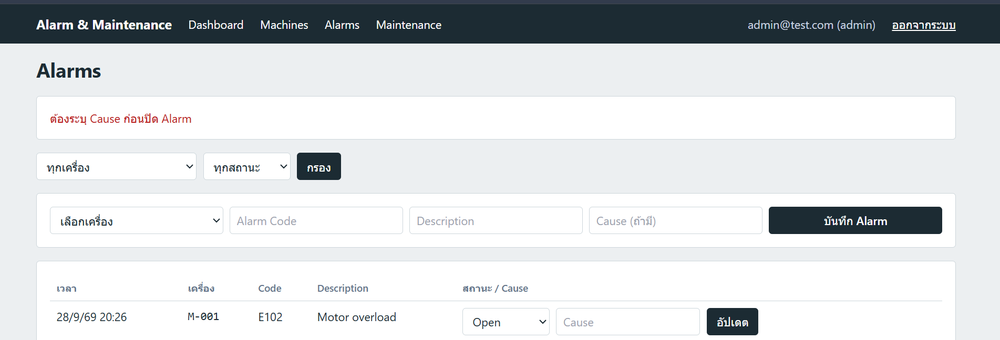 Alarm & Maintenance Dashboard Machines Alarms Maintenance admin@test.com (admin) ออกจากระบบ
Alarms
ต้องระบุ Cause ก่อนปิด Alarm
ทุกเครื่อง ทุกสถานะ กรอง
เลือกเครื่อง Alarm Code Description Cause (ถ้ามี) บันทึก Alarm
เวลา เครื่อง Code Description สถานะ / Cause
28/9/69 20:26 M-001 E102 Motor overload Open Cause อัปเดต